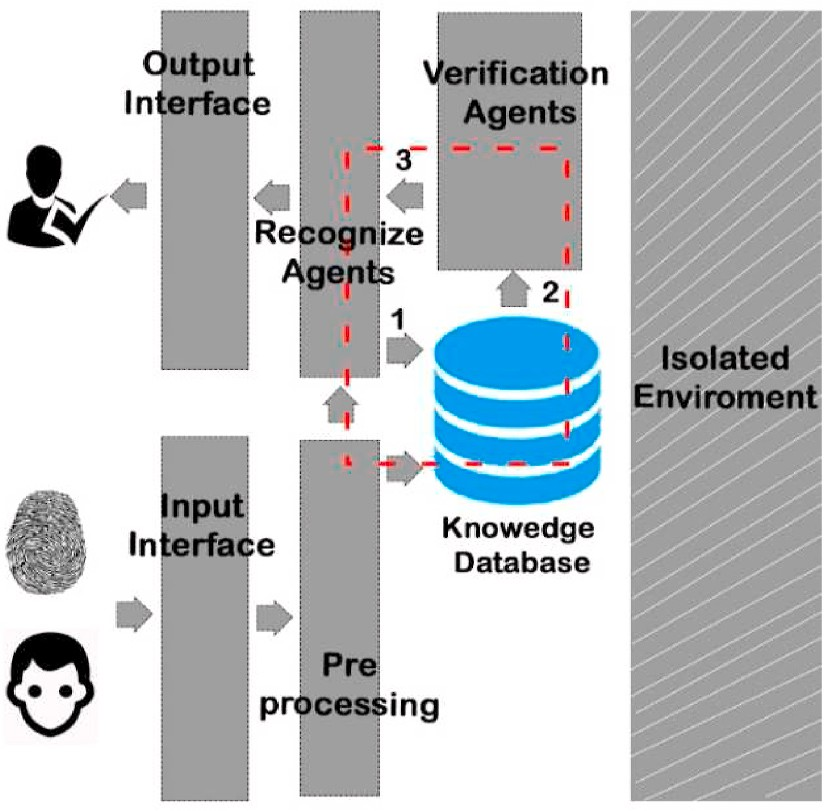 Output
Interface
Verification
Agents
3
Recognize
Agents
2
1
Isolated
Enviroment
Input
Interface
Knowedge
Database
Pre
processing